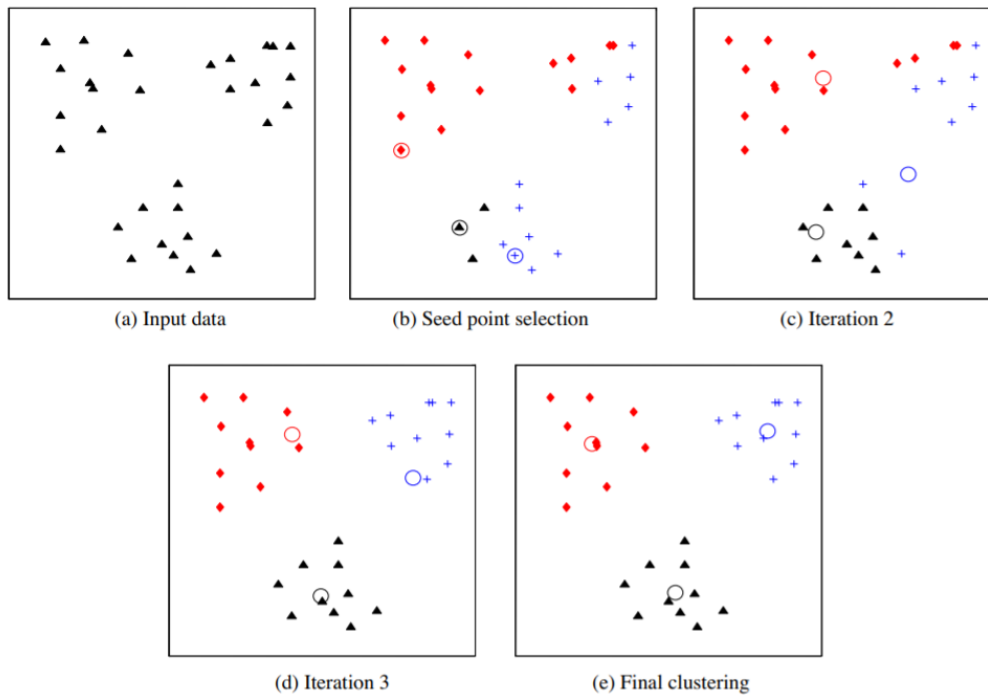 (a) Input data
(b) Seed point selection
(c) Iteration 2
(d) Iteration 3
(e) Final clustering